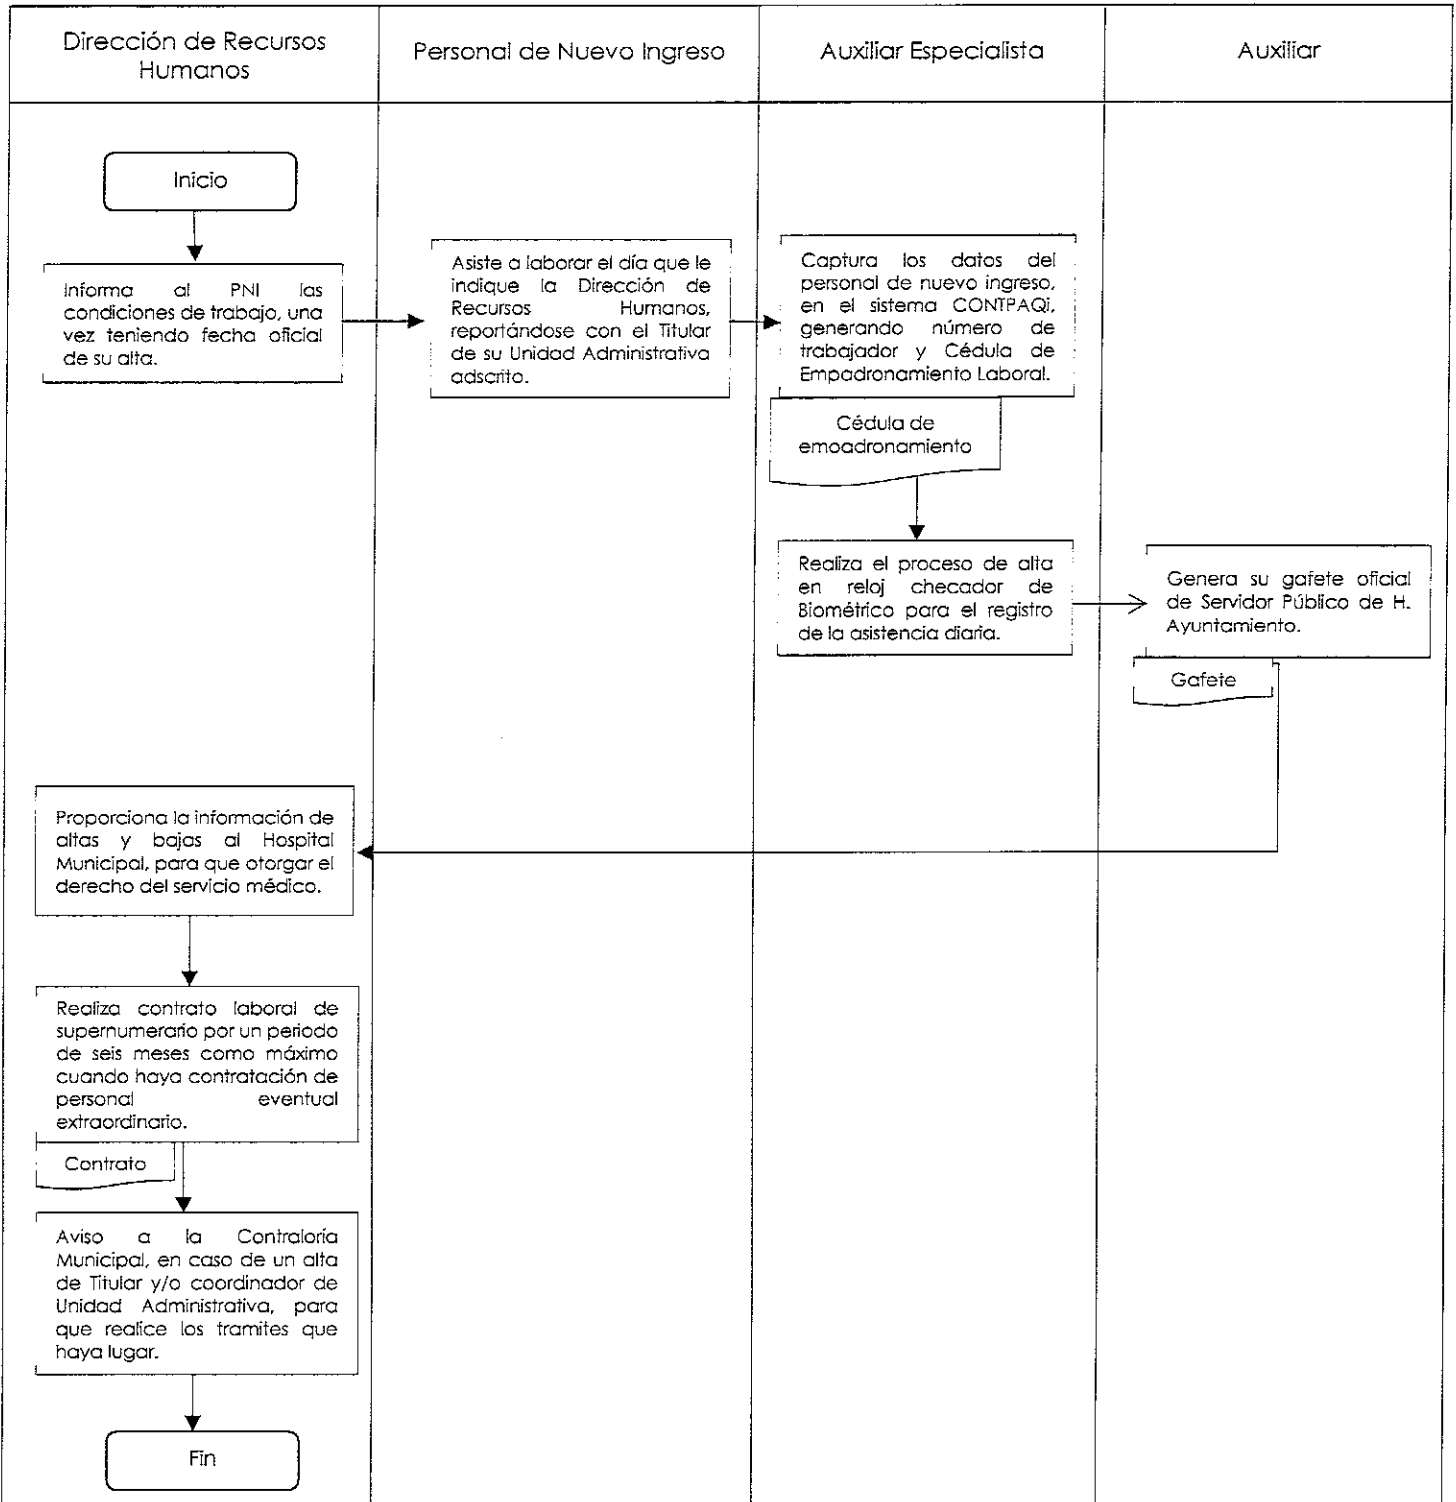 Dirección de Recursos
Humanos
Personal de Nuevo Ingreso
Auxiliar Especialista
Auxiliar
Inicio
Informa al PNI las
condiciones de trabajo, una
vez teniendo fecha oficial
de su alta.
Asiste a laborar el día que le
indique la Dirección de
Recursos Humanos,
reportándose con el Titular
de su Unidad Administrativa
adscrito.
Captura los datos del
personal de nuevo ingreso,
en el sistema CONTPAQi,
generando número de
trabajador y Cédula de
Empadronamiento Laboral.
Cédula de
emoadronamiento
Realiza el proceso de alta
en reloj checador de
Biométrico para el registro
de la asistencia diaria.
Genera su gafete oficial
de Servidor Público de H.
Ayuntamiento.
Gafete
Proporciona la información de
altas y bajas al Hospital
Municipal, para que otorgar el
derecho del servicio médico.
Realiza contrato laboral de
supernumerario por un periodo
de seis meses como máximo
cuando haya contratación de
personal eventual
extraordinario.
Contrato
Aviso a la Contraloría
Municipal, en caso de un alta
de Titular y/o coordinador de
Unidad Administrativa, para
que realice los tramites que
haya lugar.
Fin